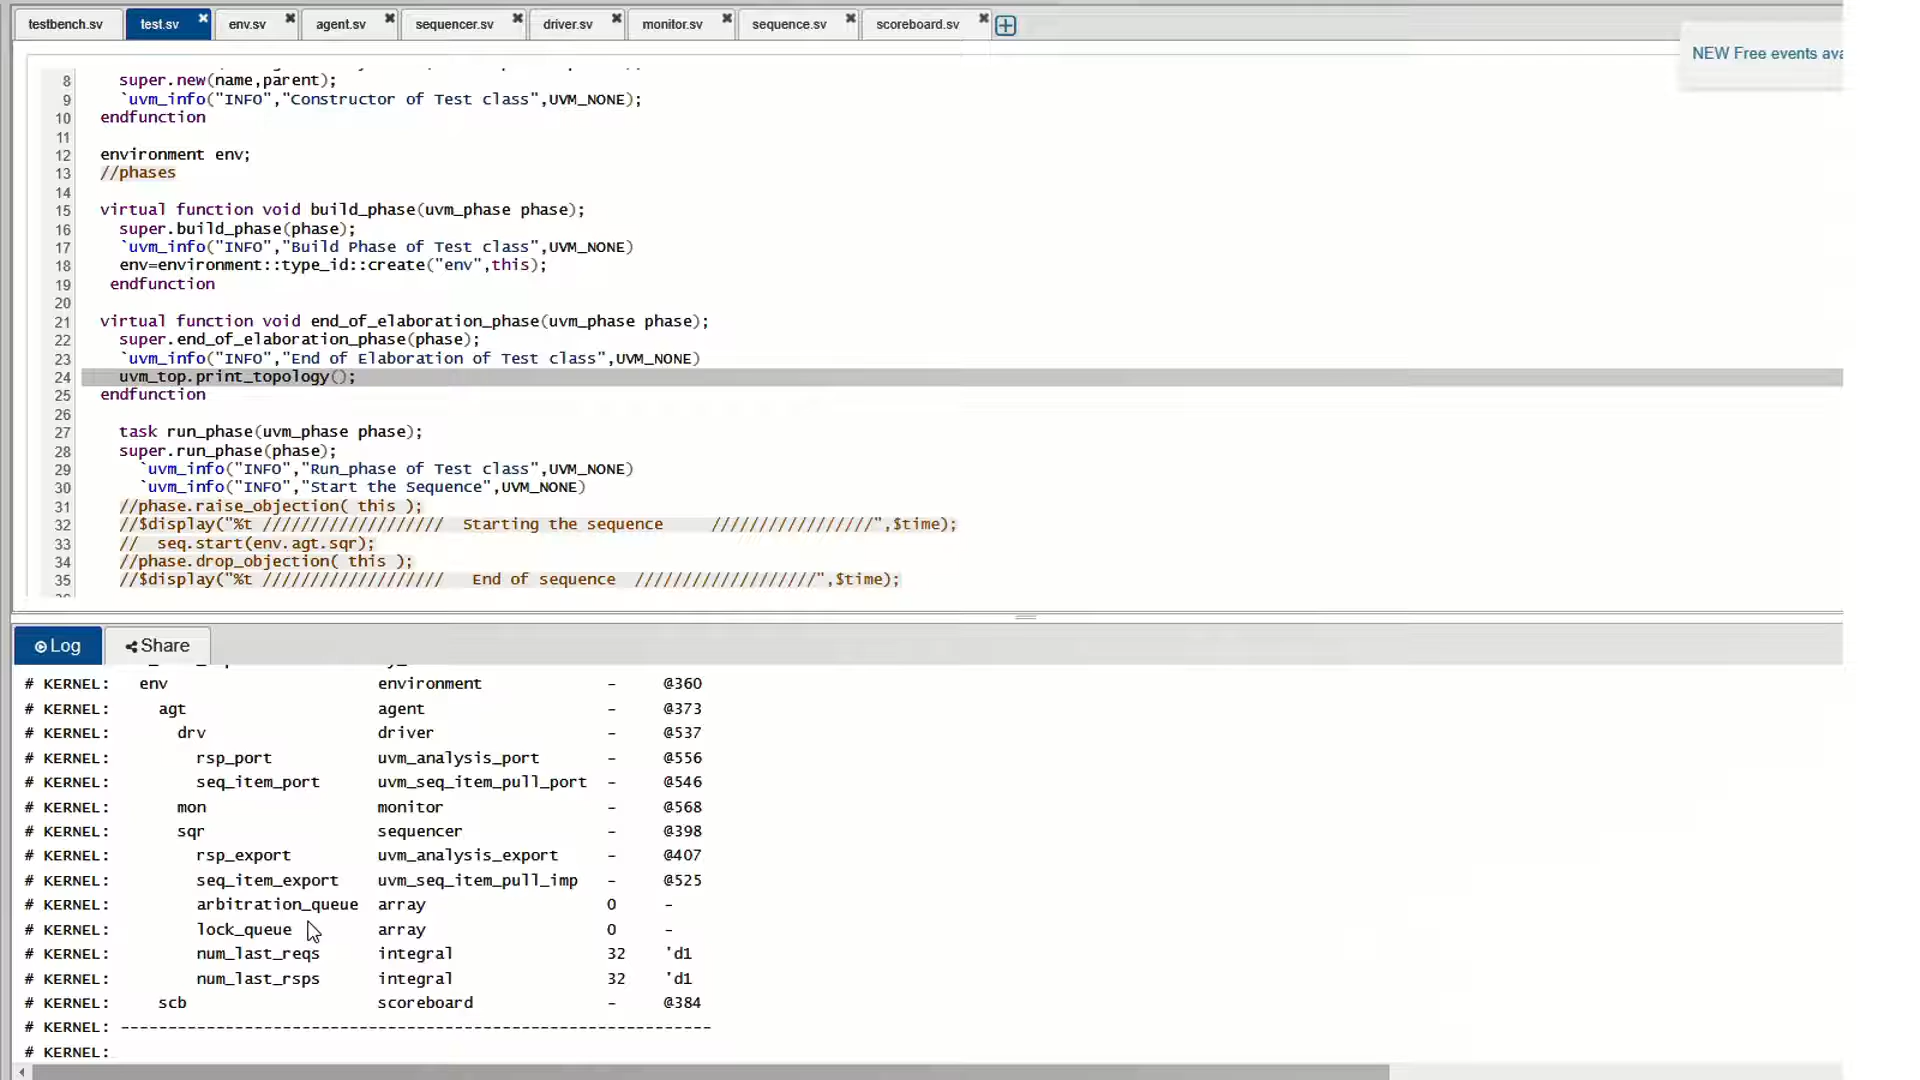 testbench.sv test.sv env.sv agent.sv sequencer.sv driver.sv monitor.sv sequence.sv scoreboard.sv
NEW Free events ava
8 super.new(name,parent);
9 `uvm_info("INFO","Constructor of Test class",UVM_NONE);
10 endfunction
11
12 environment env;
13 //phases
14
15 virtual function void build_phase(uvm_phase phase);
16 super.build_phase(phase);
17 `uvm_info("INFO","Build Phase of Test class",UVM_NONE)
18 env=environment::type_id::create("env",this);
19 endfunction
20
21 virtual function void end_of_elaboration_phase(uvm_phase phase);
22 super.end_of_elaboration_phase(phase);
23 `uvm_info("INFO","End of Elaboration of Test class",UVM_NONE)
24 uvm_top.print_topology();
25 endfunction
26
27 task run_phase(uvm_phase phase);
28 super.run_phase(phase);
29 `uvm_info("INFO","Run_phase of Test class",UVM_NONE)
30 `uvm_info("INFO","Start the Sequence",UVM_NONE)
31 //phase.raise_objection( this );
32 //$display("%t /////////////////// Starting the sequence /////////////////",$time);
33 // seq.start(env.agt.sqr);
34 //phase.drop_objection( this );
35 //$display("%t /////////////////// End of sequence ///////////////////",$time);
Log Share
# KERNEL: env environment - @360
# KERNEL: agt agent - @373
# KERNEL: drv driver - @537
# KERNEL: rsp_port uvm_analysis_port - @556
# KERNEL: seq_item_port uvm_seq_item_pull_port - @546
# KERNEL: mon monitor - @568
# KERNEL: sqr sequencer - @398
# KERNEL: rsp_export uvm_analysis_export - @407
# KERNEL: seq_item_export uvm_seq_item_pull_imp - @525
# KERNEL: arbitration_queue array 0 -
# KERNEL: lock_queue array 0 -
# KERNEL: num_last_reqs integral 32 'd1
# KERNEL: num_last_rsps integral 32 'd1
# KERNEL: scb scoreboard - @384
# KERNEL: --------------------------------------------------------------
# KERNEL: